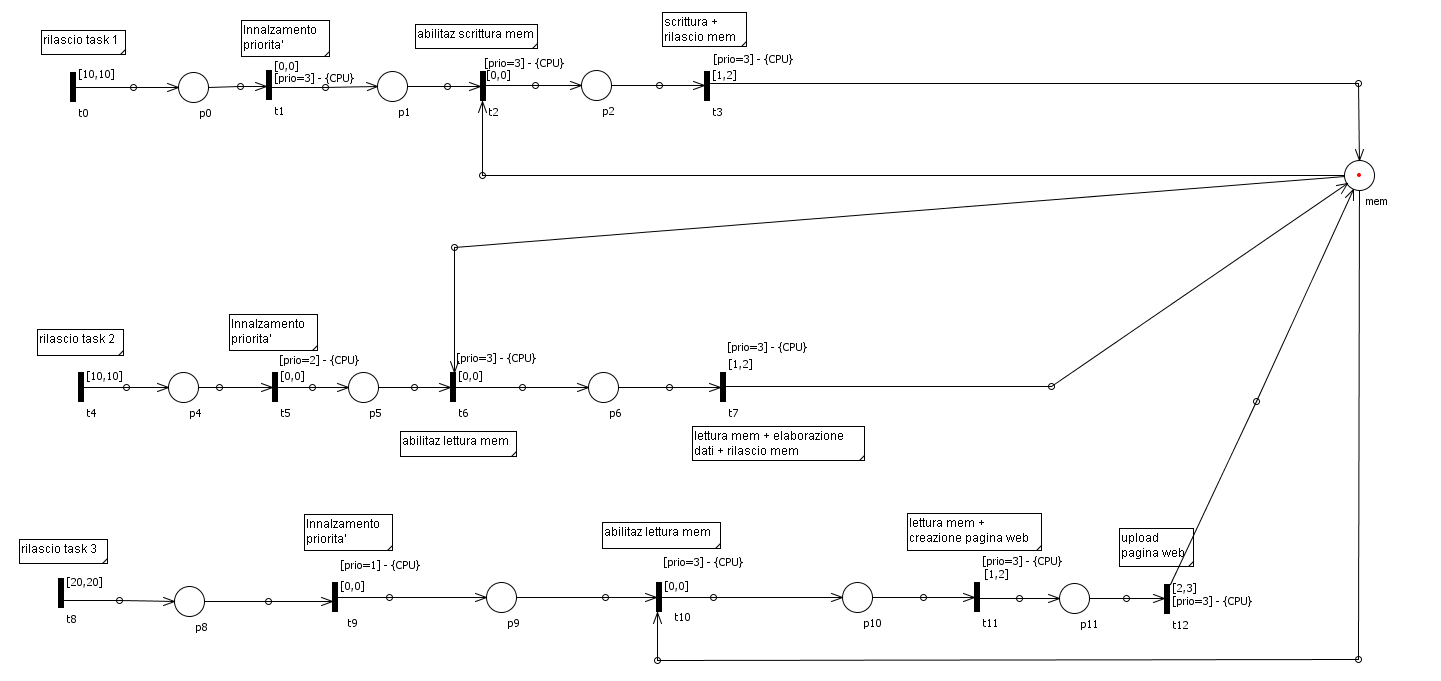 rilascio task 1
Innalzamento
priorita'
abilitaz scrittura mem
scrittura +
rilascio mem
[10,10]
t0
p0
[0,0]
[prio=3] - {CPU}
t1
p1
[prio=3] - {CPU}
[0,0]
t2
p2
[prio=3] - {CPU}
[1,2]
t3
mem
rilascio task 2
Innalzamento
priorita'
[10,10]
t4
p4
[prio=2] - {CPU}
[0,0]
t5
p5
[prio=3] - {CPU}
[0,0]
t6
abilitaz lettura mem
p6
[prio=3] - {CPU}
[1,2]
t7
lettura mem + elaborazione
dati + rilascio mem
rilascio task 3
[20,20]
t8
p8
Innalzamento
priorita'
[prio=1] - {CPU}
[0,0]
t9
p9
abilitaz lettura mem
[prio=3] - {CPU}
[0,0]
t10
p10
lettura mem +
creazione pagina web
[prio=3] - {CPU}
[1,2]
t11
p11
upload
pagina web
[2,3]
[prio=3] - {CPU}
t12